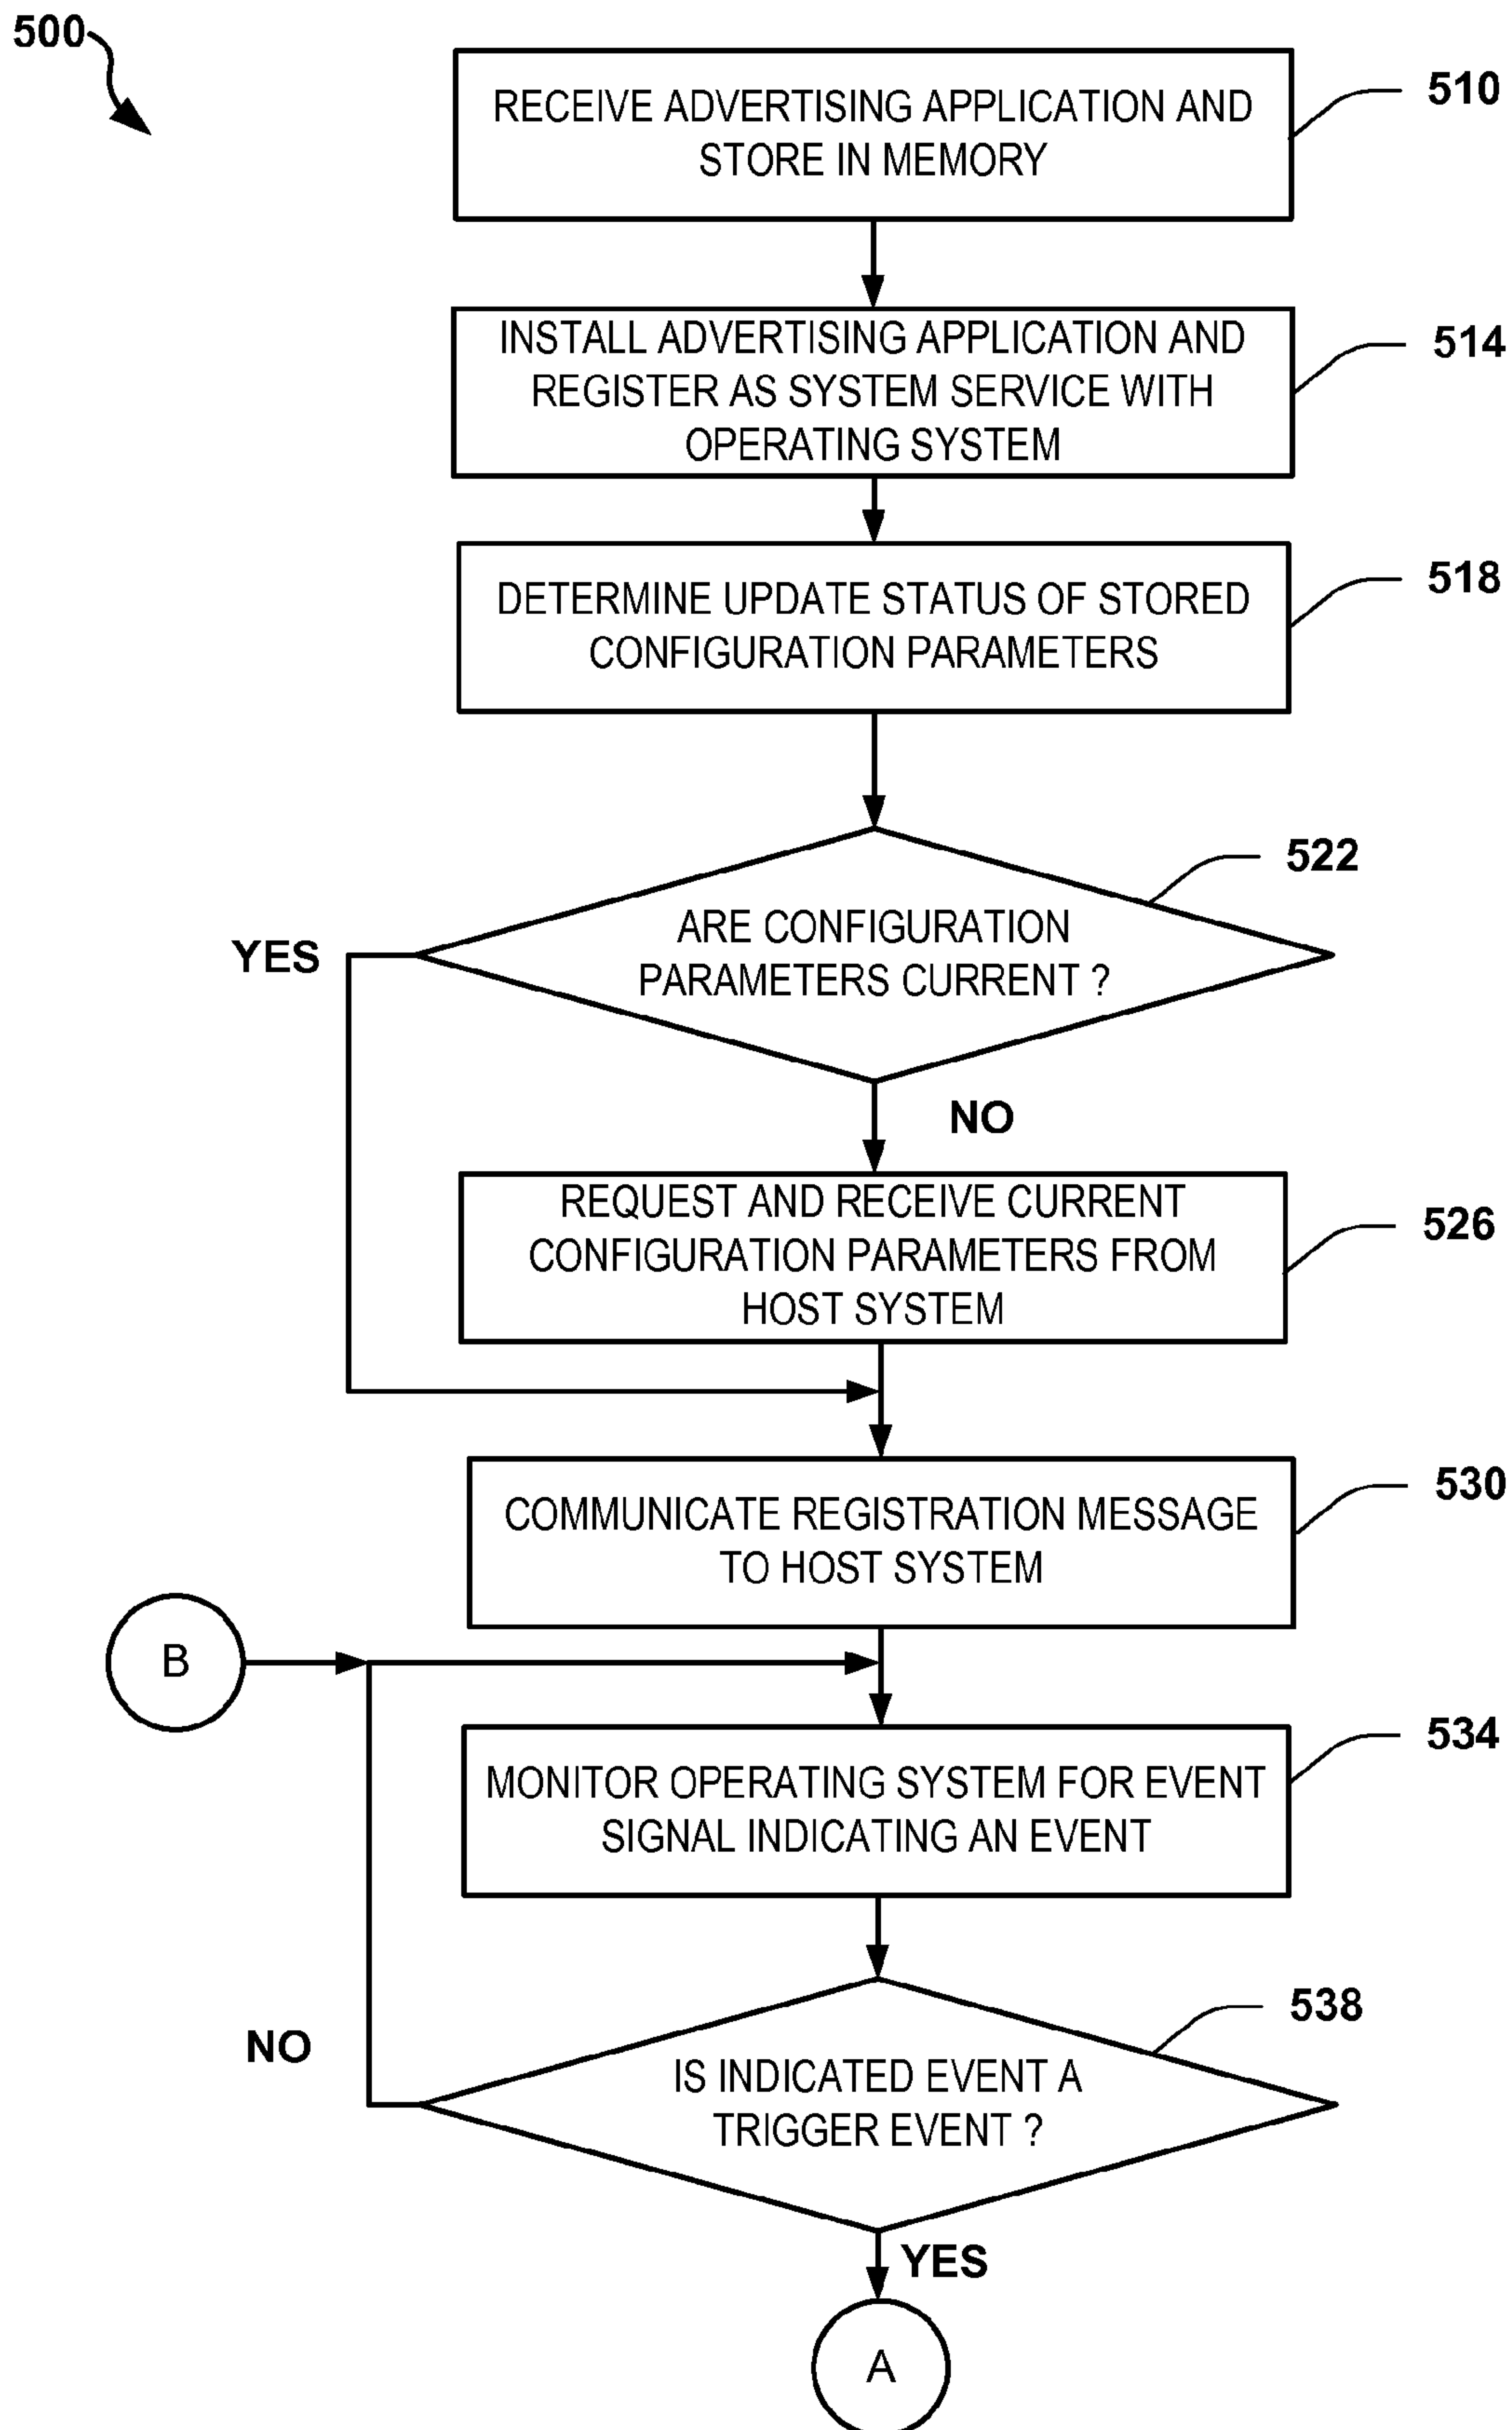 500
RECEIVE ADVERTISING APPLICATION AND
STORE IN MEMORY
510
INSTALL ADVERTISING APPLICATION AND
REGISTER AS SYSTEM SERVICE WITH
OPERATING SYSTEM
514
DETERMINE UPDATE STATUS OF STORED
CONFIGURATION PARAMETERS
518
522
ARE CONFIGURATION
PARAMETERS CURRENT ?
YES
NO
REQUEST AND RECEIVE CURRENT
CONFIGURATION PARAMETERS FROM
HOST SYSTEM
526
COMMUNICATE REGISTRATION MESSAGE
TO HOST SYSTEM
530
B
MONITOR OPERATING SYSTEM FOR EVENT
SIGNAL INDICATING AN EVENT
534
538
IS INDICATED EVENT A
TRIGGER EVENT ?
NO
YES
A